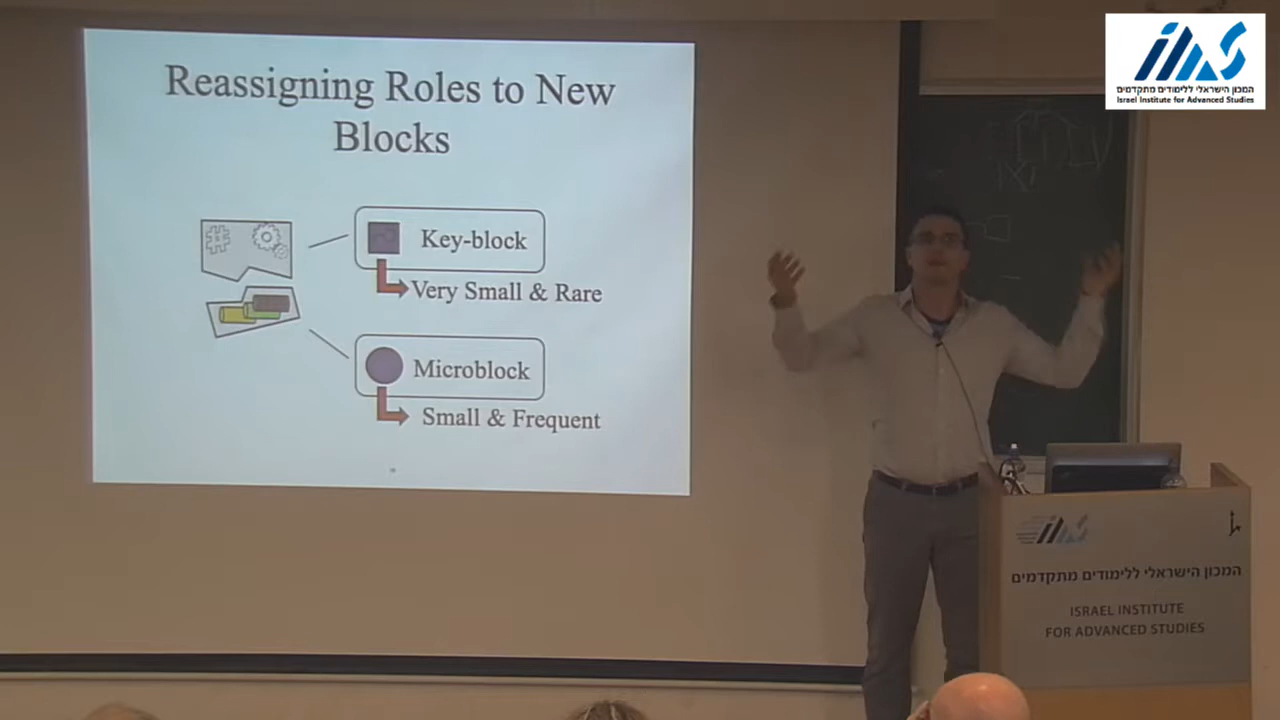 Reassigning Roles to New
Blocks
Key-block
Very Small & Rare
Microblock
Small & Frequent
המכון הישראלי ללימודים מתקדמים
Israel Institute for Advanced Studies
המכון הישראלי ללימודים מתקדמים
ISRAEL INSTITUTE
FOR ADVANCED STUDIES